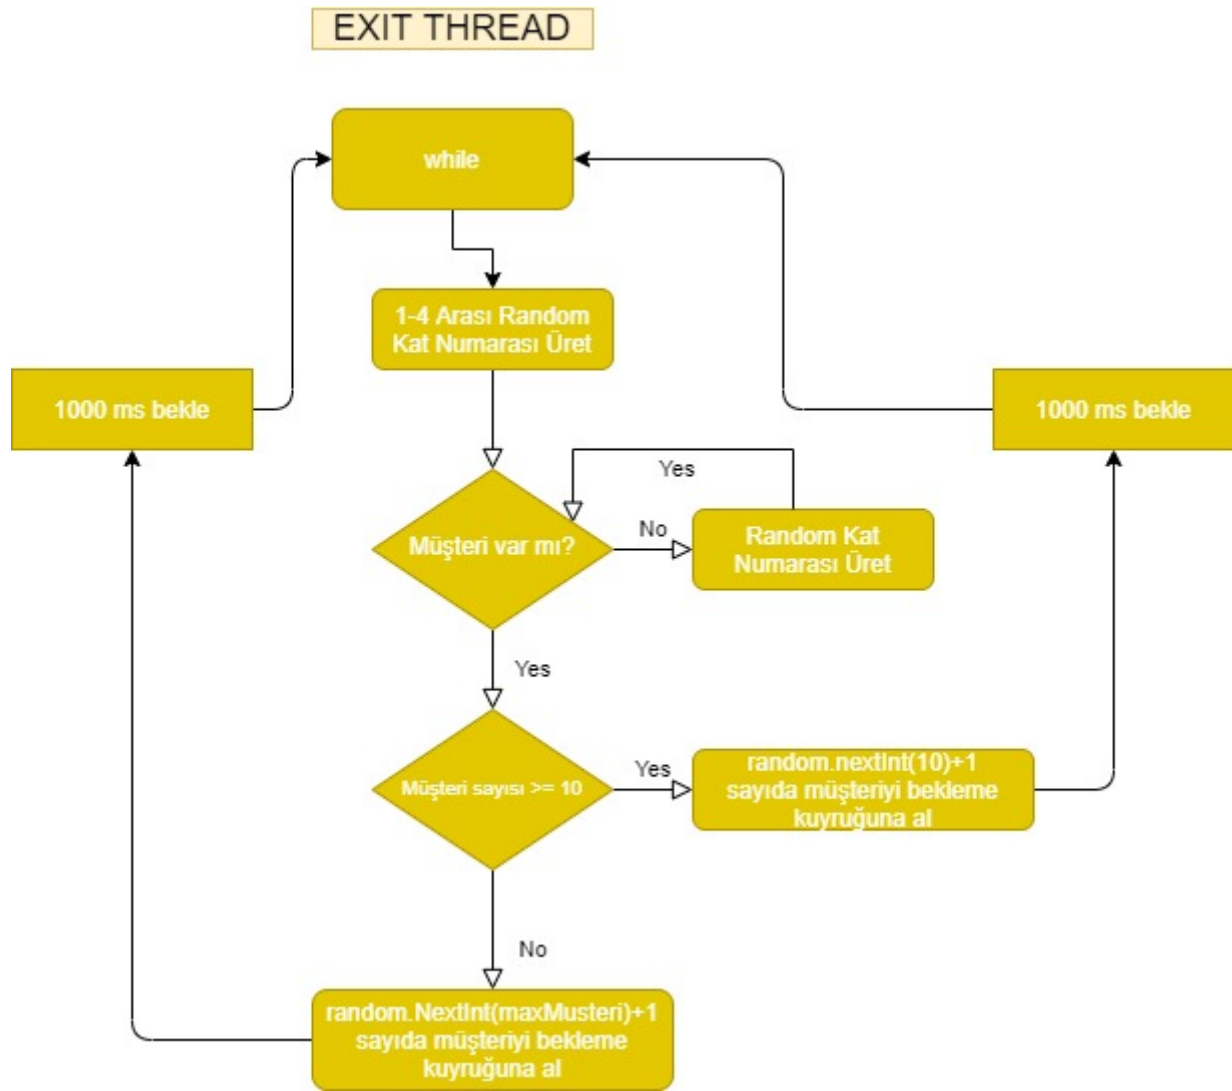 EXIT THREAD
while
1-4 Arası Random
Kat Numarası Üret
1000 ms bekle
1000 ms bekle
Yes
Müşteri var mı?
No
Random Kat
Numarası Üret
Yes
Müşteri sayısı >= 10
Yes
random.nextInt(10)+1
sayıda müşteriyi bekleme
kuyruğuna al
No
random.NextInt(maxMusteri)+1
sayıda müşteriyi bekleme
kuyruğuna al